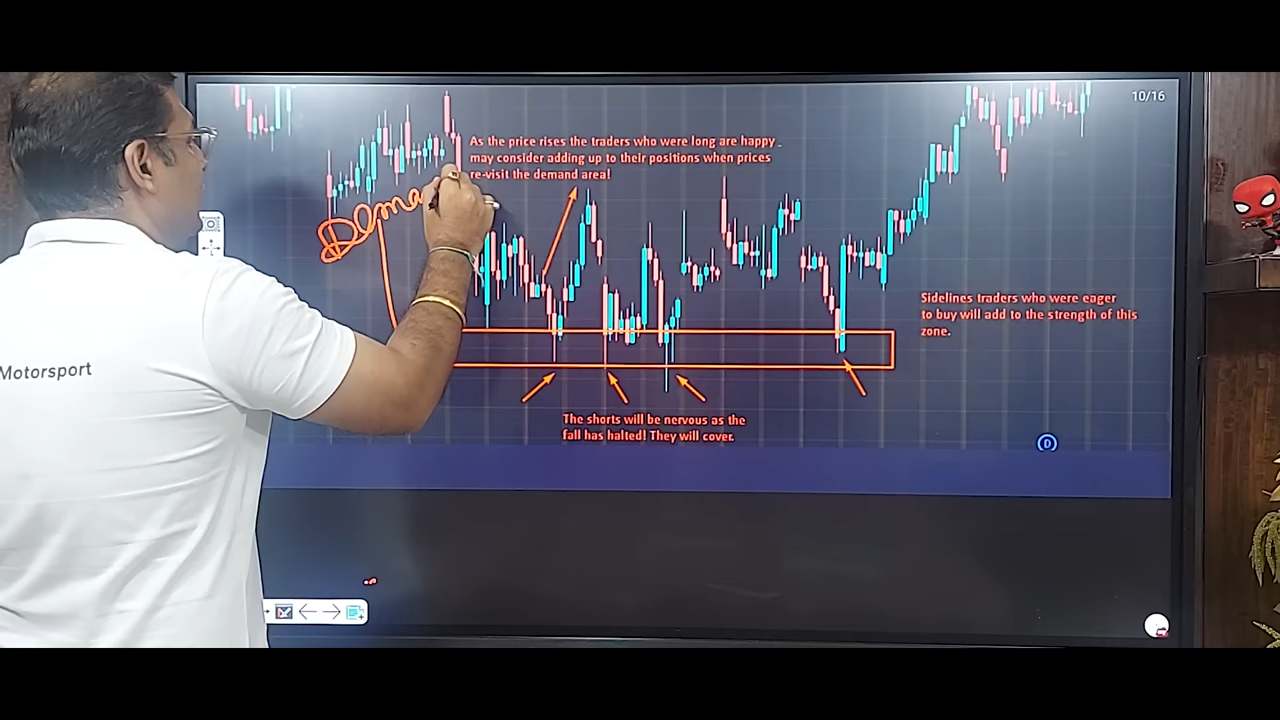 10/16
As the price rises the traders who were long are happy -
may consider adding up to their positions when prices
re-visit the demand area!
Dema
Sidelines traders who were eager
to buy will add to the strength of this
zone.
Motorsport
The shorts will be nervous as the
fall has halted! They will cover.
D